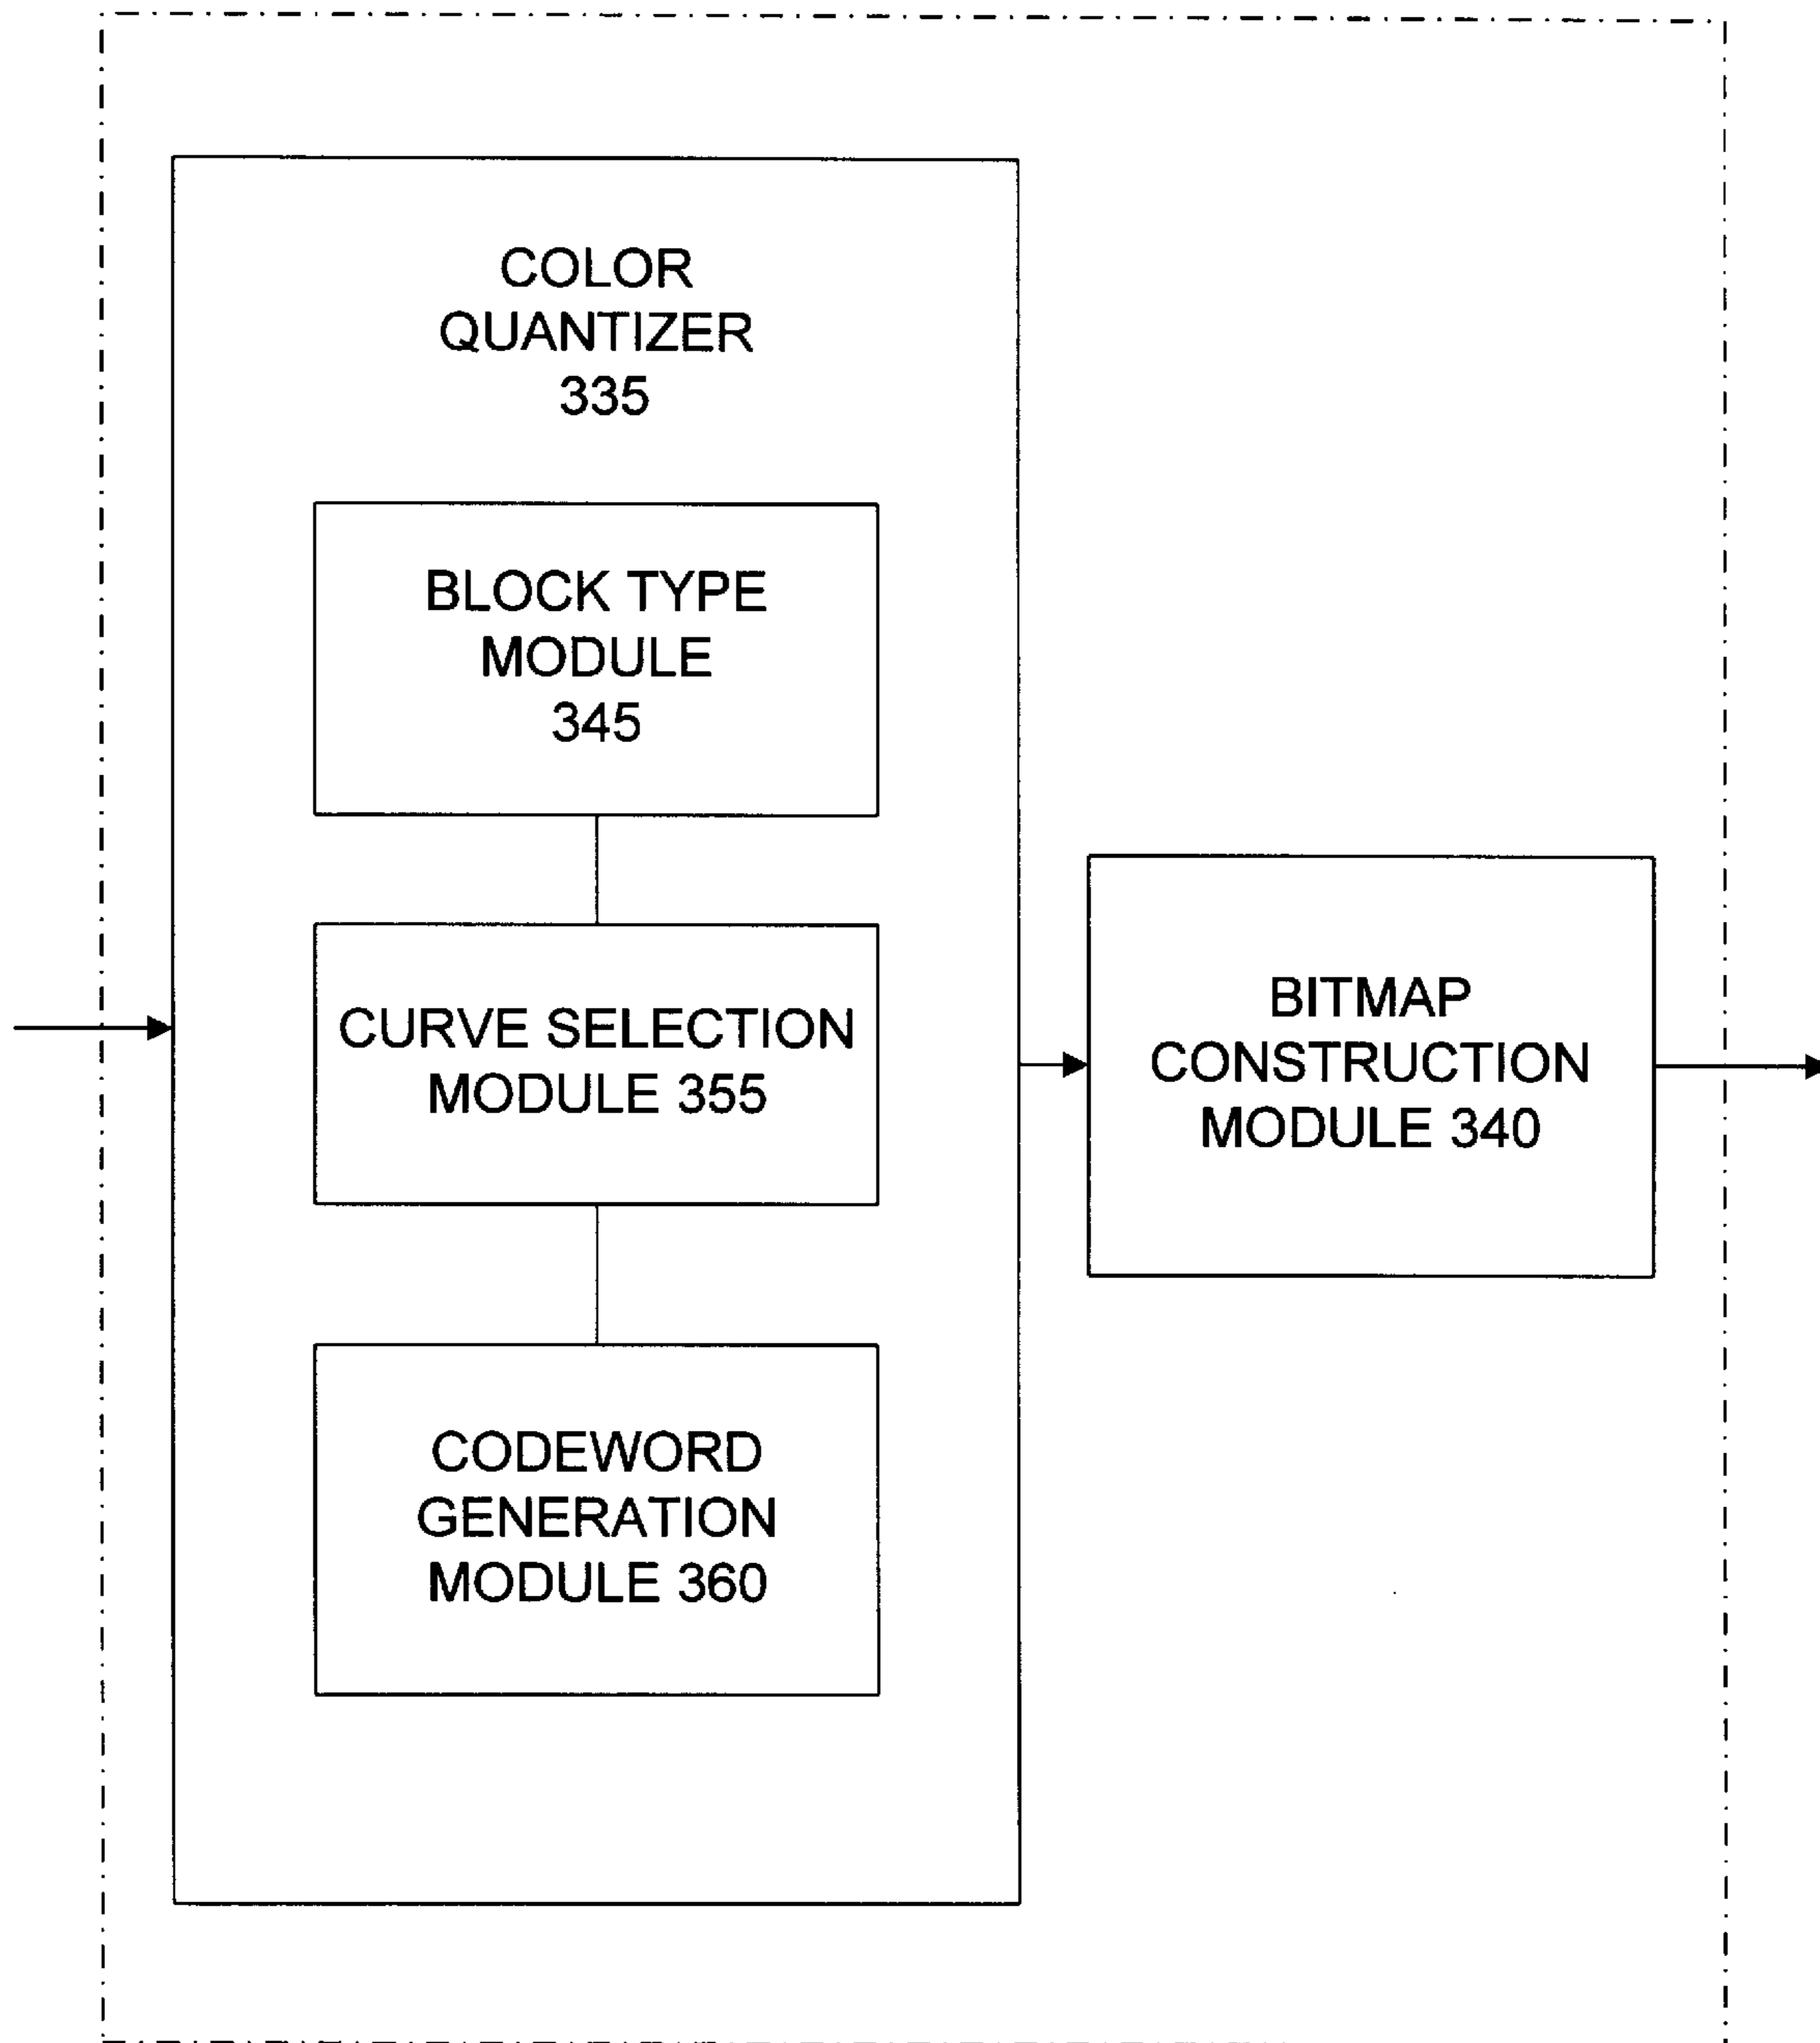 COLOR
QUANTIZER
335
BLOCK TYPE
MODULE
345
CURVE SELECTION
MODULE 355
CODEWORD
GENERATION
MODULE 360
BITMAP
CONSTRUCTION
MODULE 340